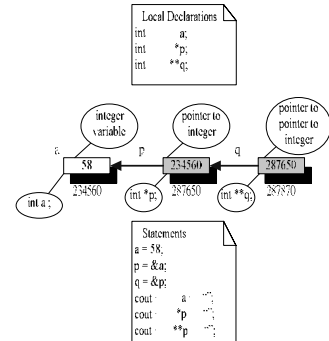 Local Declarations
int a;
int *p;
int **q;
integer
variable
pointer to
integer
pointer to
pointer to
integer
a
p
q
58
234560
287650
234560
287650
287870
int a ;
int *p;
int **q;
Statements
a = 58;
p = &a;
q = &p;
cout a
cout *p
cout **p